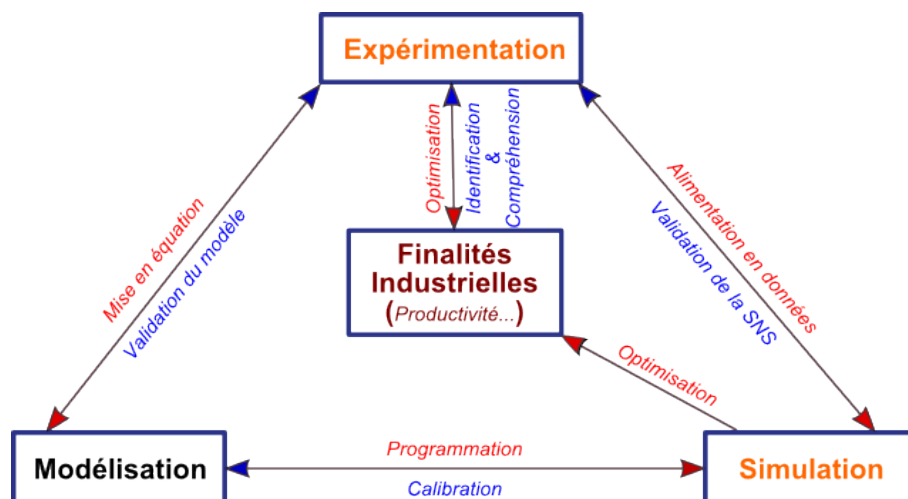 Expérimentation
Optimisation
Identification
&
Compréhension
Mise en équation
Validation du modèle
Alimentation en données
Validation de la SNS
Finalités
Industrielles
(Productivité...)
Optimisation
Modélisation
Programmation
Calibration
Simulation